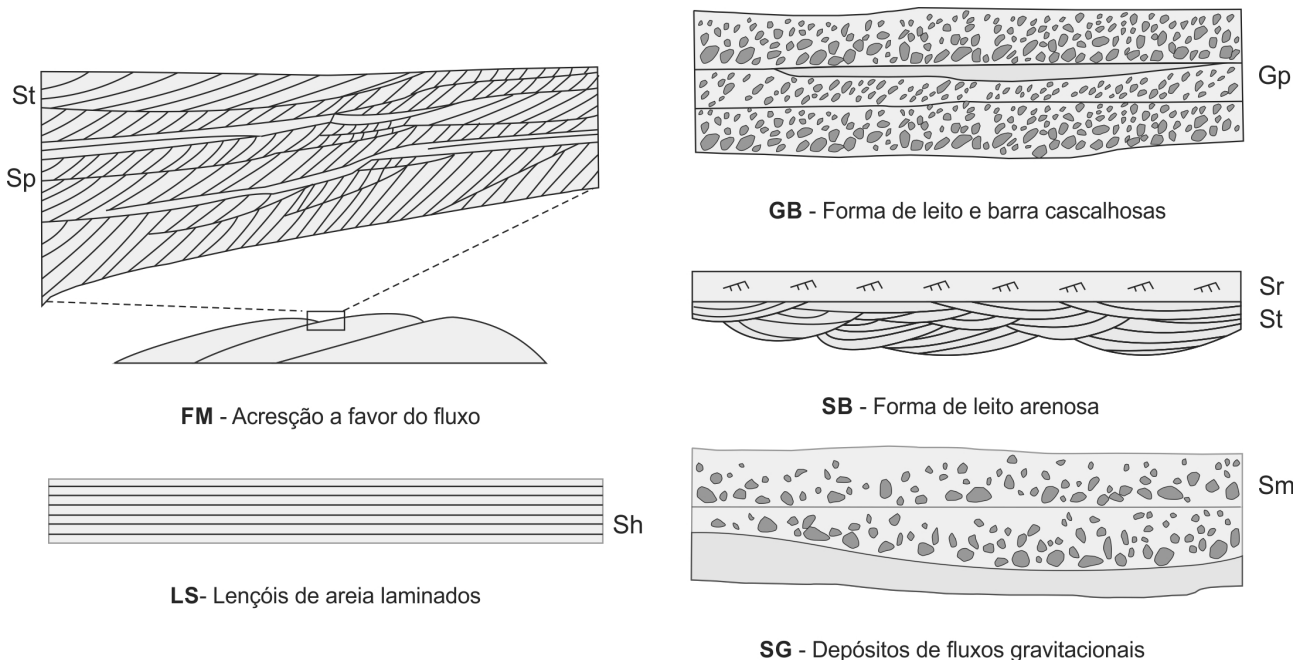 St
Sp
FM - Acresção a favor do fluxo
Sh
LS- Lençóis de areia laminados
Gp
GB - Forma de leito e barra cascalhosas
Sr
St
SB - Forma de leito arenosa
Sm
SG - Depósitos de fluxos gravitacionais